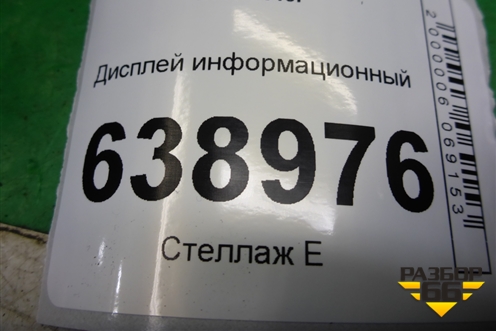 Дисплей информационный
638976
Стеллаж Е
2000006069153
РАЗБОР
66